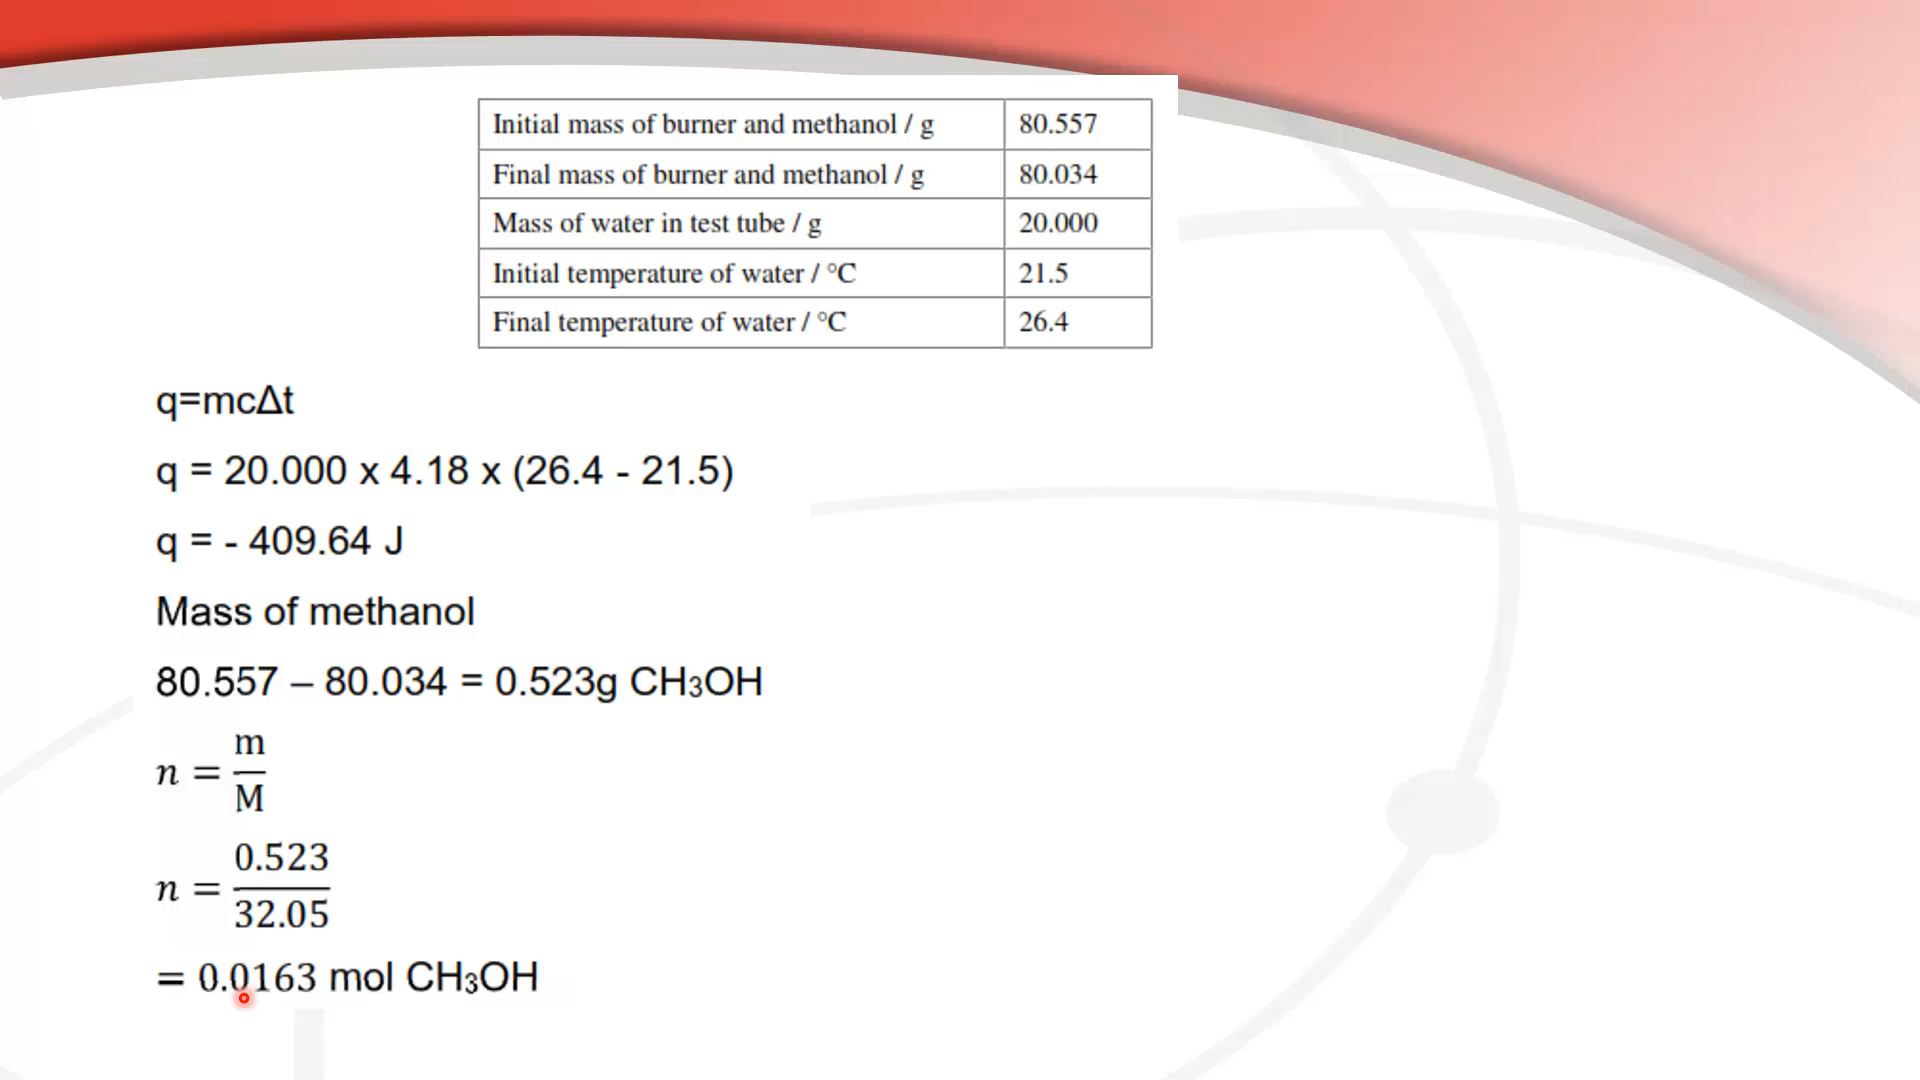 Initial mass of burner and methanol / g 80.557
Final mass of burner and methanol / g 80.034
Mass of water in test tube / g 20.000
Initial temperature of water / °C 21.5
Final temperature of water / °C 26.4
q=mcΔt
q = 20.000 x 4.18 x (26.4 - 21.5)
q = - 409.64 J
Mass of methanol
80.557 – 80.034 = 0.523g CH₃OH
n = m/M
n = 0.523/32.05
= 0.0163 mol CH₃OH